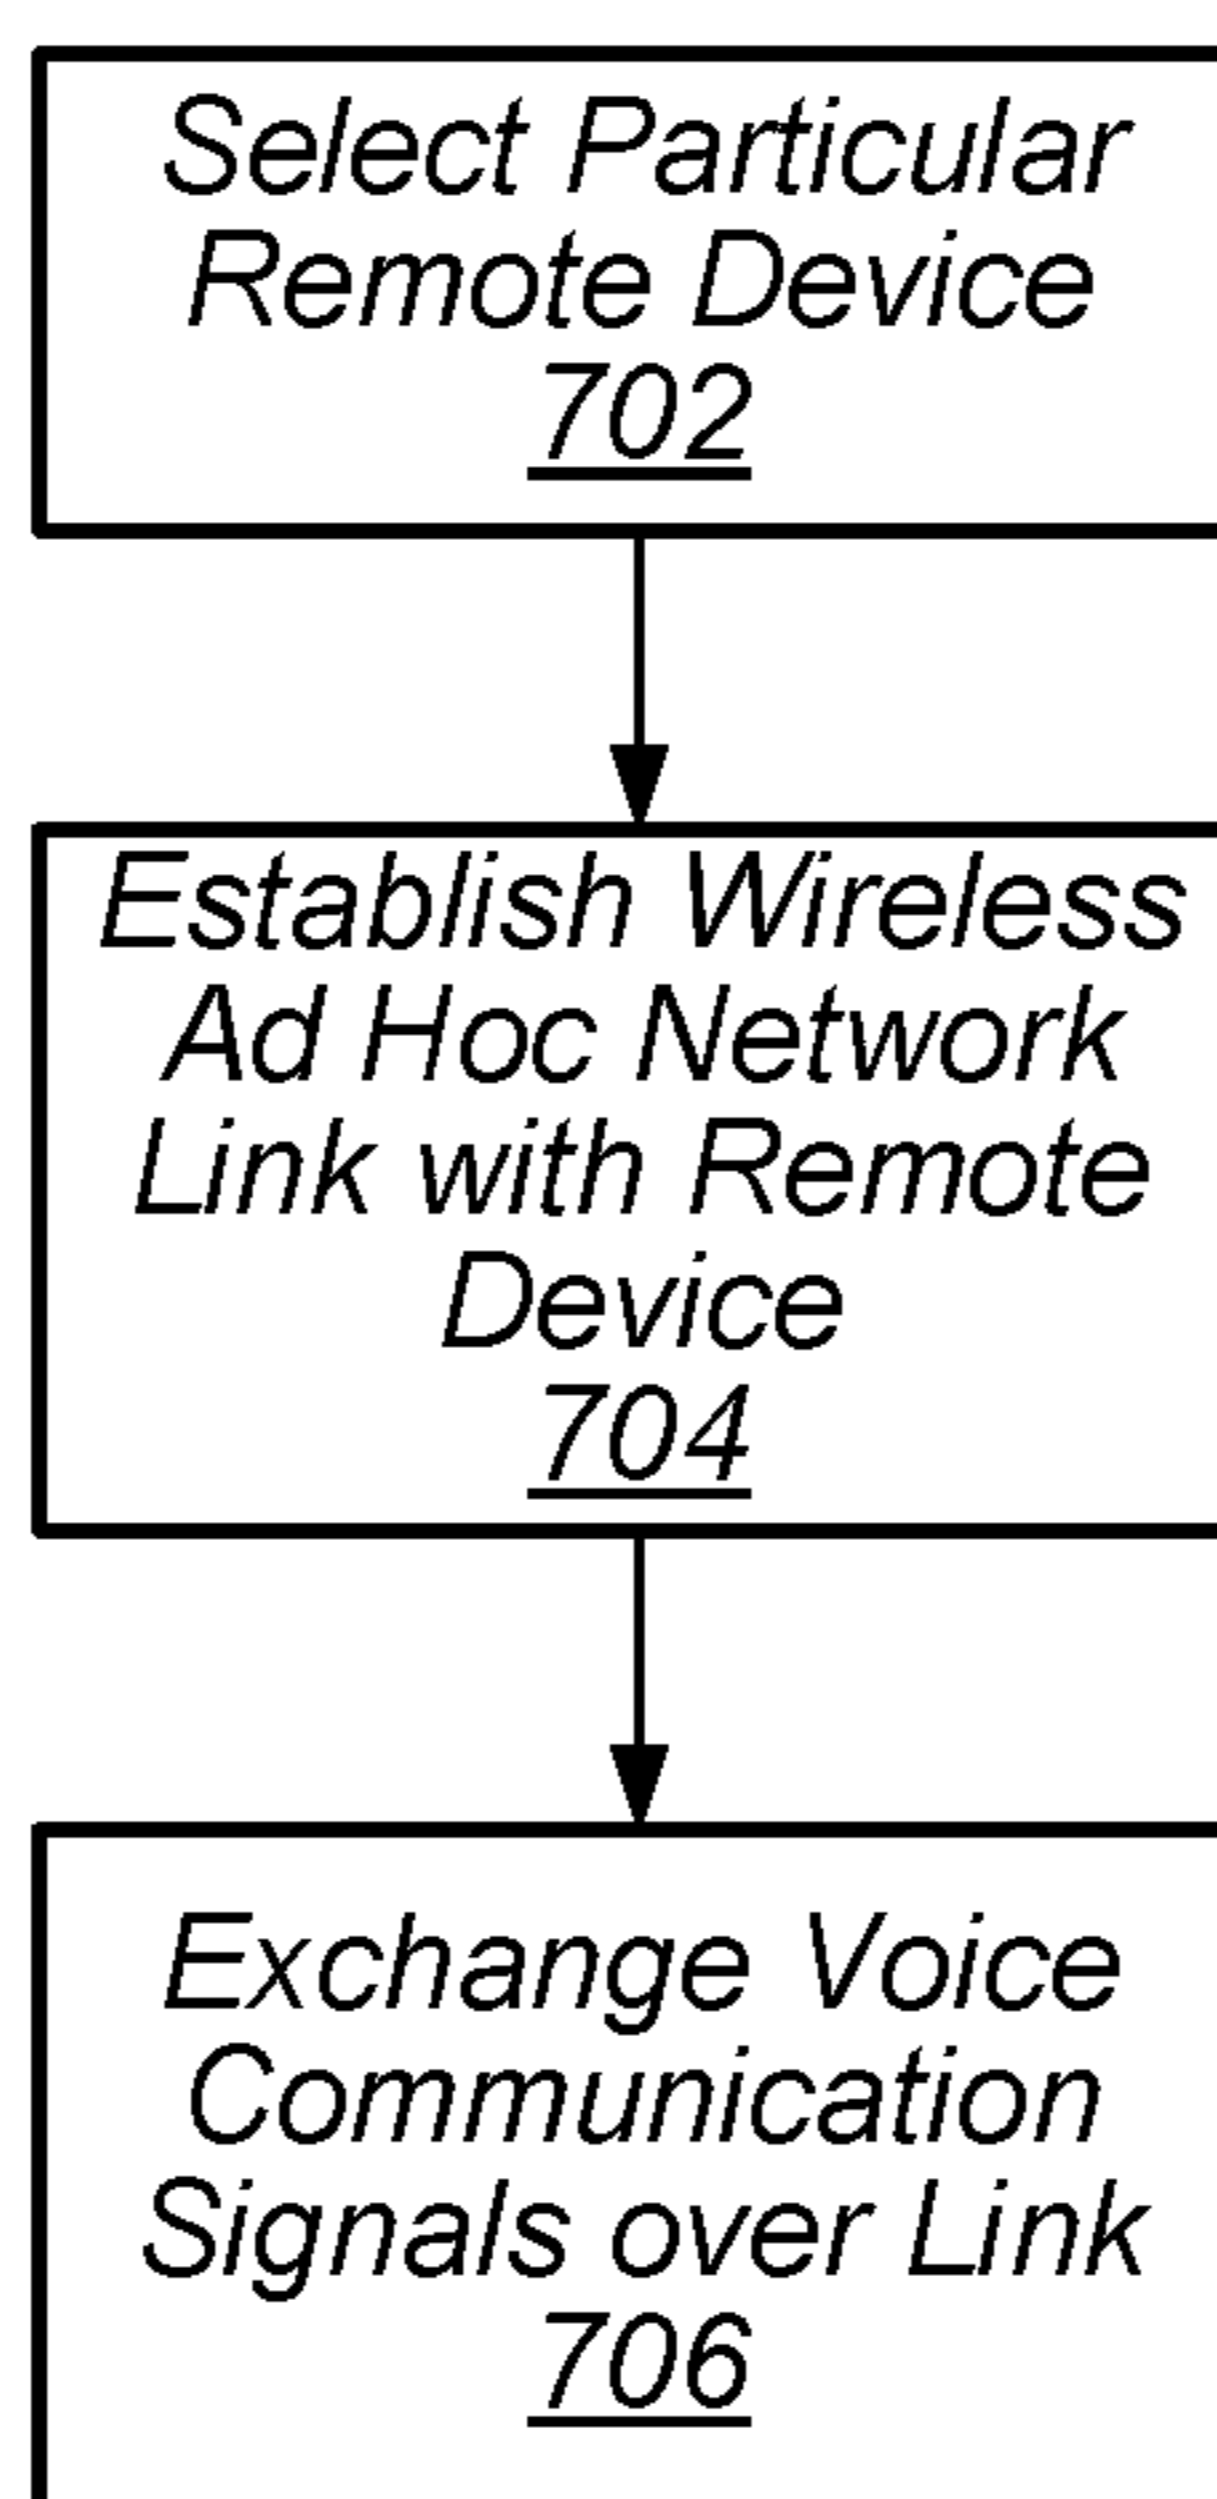 Select Particular
Remote Device
702
Establish Wireless
Ad Hoc Network
Link with Remote
Device
704
Exchange Voice
Communication
Signals over Link
706